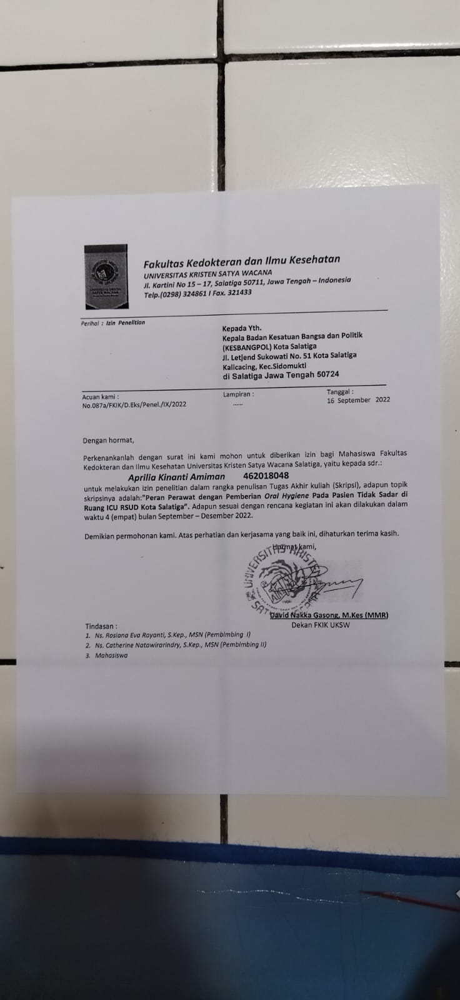 Fakultas Kedokteran dan Ilmu Kesehatan
UNIVERSITAS KRISTEN SATYA WACANA
Jl. Kartini No 15 – 17, Salatiga 50711, Jawa Tengah – Indonesia
Telp.(0298) 324861 I Fax. 321433
Perihal : Izin Penelitian
Kepada Yth.
Kepala Badan Kesatuan Bangsa dan Politik
(KESBANGPOL) Kota Salatiga
Jl. Letjend Sukowati No. 51 Kota Salatiga
Kalicacing, Kec.Sidomukti
di Salatiga Jawa Tengah 50724
Acuan kami :
No.087a/FKIK/D.Eks/Penel./IX/2022
Lampiran :
......
Tanggal :
16 September 2022
Dengan hormat,
Perkenankanlah dengan surat ini kami mohon untuk diberikan izin bagi Mahasiswa Fakultas
Kedokteran dan Ilmu Kesehatan Universitas Kristen Satya Wacana Salatiga, yaitu kepada sdr.:
Aprilia Kinanti Amiman 462018048
untuk melakukan izin penelitian dalam rangka penulisan Tugas Akhir kuliah (Skripsi), adapun topik
skripsinya adalah:"Peran Perawat dengan Pemberian Oral Hygiene Pada Pasien Tidak Sadar di
Ruang ICU RSUD Kota Salatiga". Adapun sesuai dengan rencana kegiatan ini akan dilakukan dalam
waktu 4 (empat) bulan September – Desember 2022.
Demikian permohonan kami. Atas perhatian dan kerjasama yang baik ini, dihaturkan terima kasih.
Hormat kami,
UNIVERSITAS KRISTEN
David Nakka Gasong, M.Kes (MMR)
Dekan FKIK UKSW
Tindasan :
1. Ns. Rosiana Eva Rayanti, S.Kep., MSN (Pembimbing I)
2. Ns. Catherine Natawirarindry, S.Kep., MSN (Pembimbing II)
3. Mahasiswa